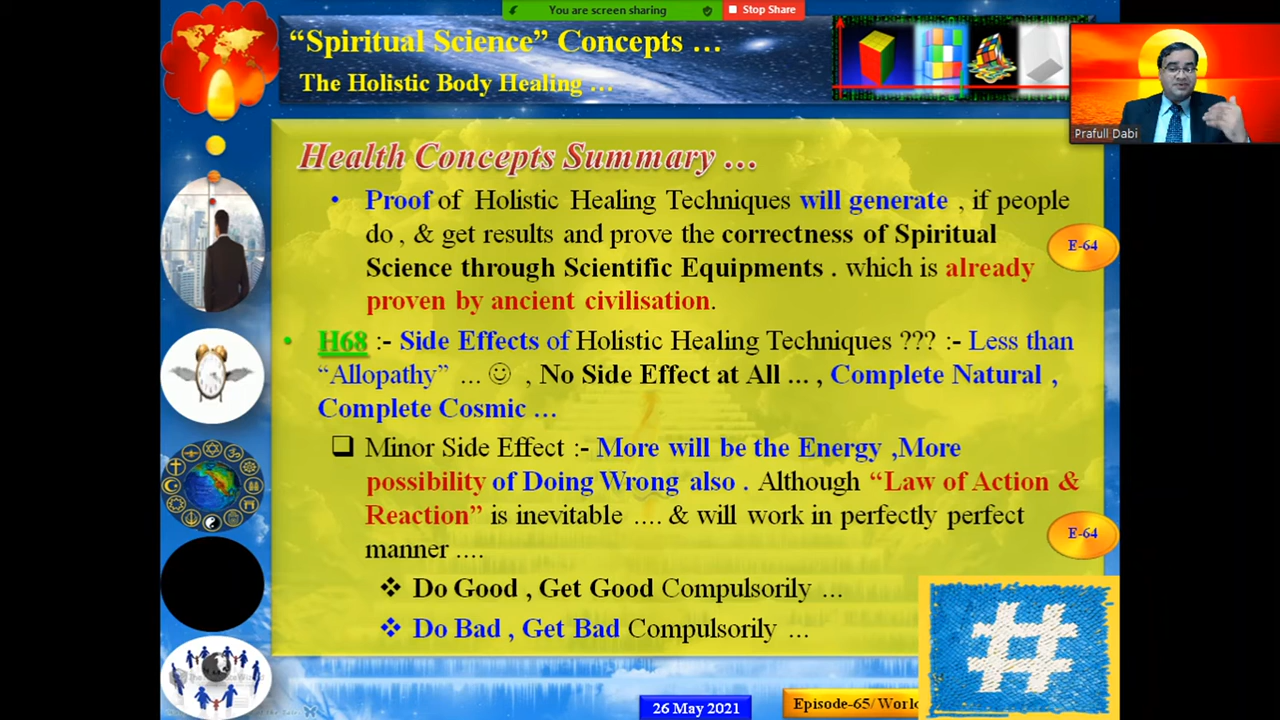 You are screen sharing
Stop Share
“Spiritual Science” Concepts …
The Holistic Body Healing …
Prafull Dabi
Health Concepts Summary …
• Proof of Holistic Healing Techniques will generate , if people
do , & get results and prove the correctness of Spiritual
Science through Scientific Equipments . which is already
proven by ancient civilisation.
E-64
• H68 :- Side Effects of Holistic Healing Techniques ??? :- Less than
“Allopathy” … ☺ , No Side Effect at All … , Complete Natural ,
Complete Cosmic …
❑ Minor Side Effect :- More will be the Energy ,More
possibility of Doing Wrong also . Although “Law of Action &
Reaction” is inevitable …. & will work in perfectly perfect
manner ….
E-64
❖ Do Good , Get Good Compulsorily …
❖ Do Bad , Get Bad Compulsorily …
#
26 May 2021
Episode-65/ World